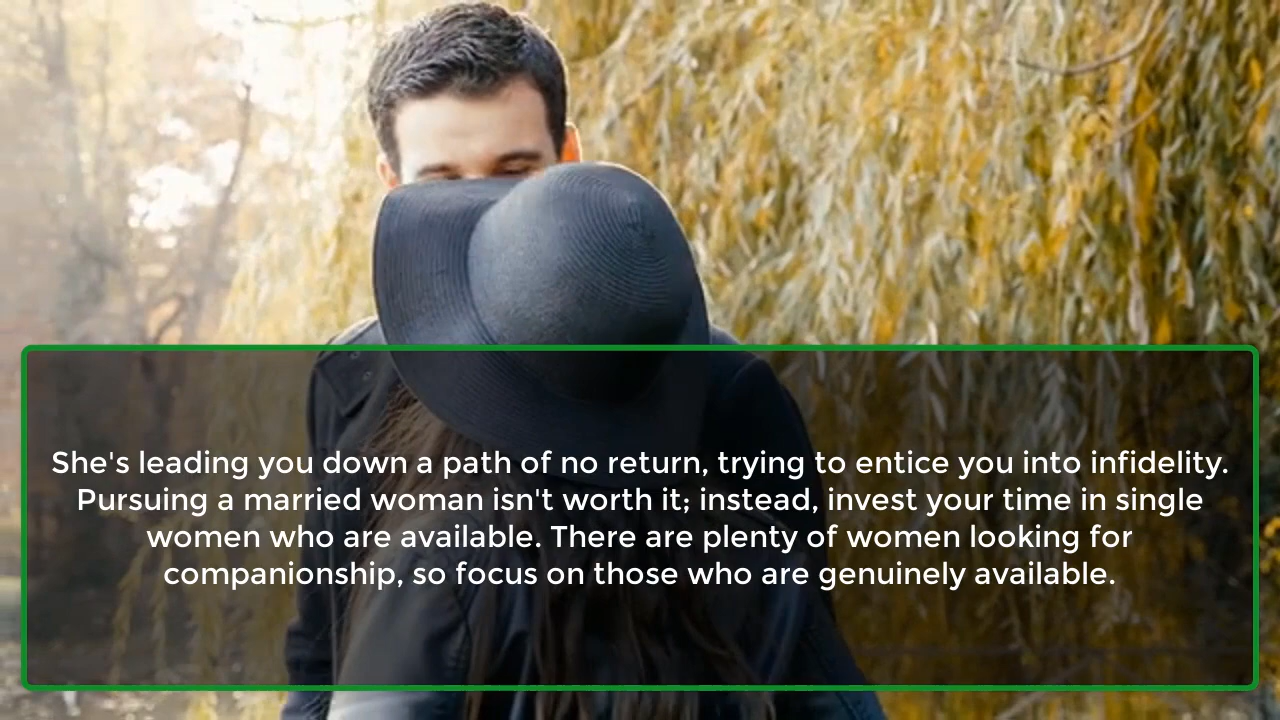 She's leading you down a path of no return, trying to entice you into infidelity.
Pursuing a married woman isn't worth it; instead, invest your time in single
women who are available. There are plenty of women looking for
companionship, so focus on those who are genuinely available.